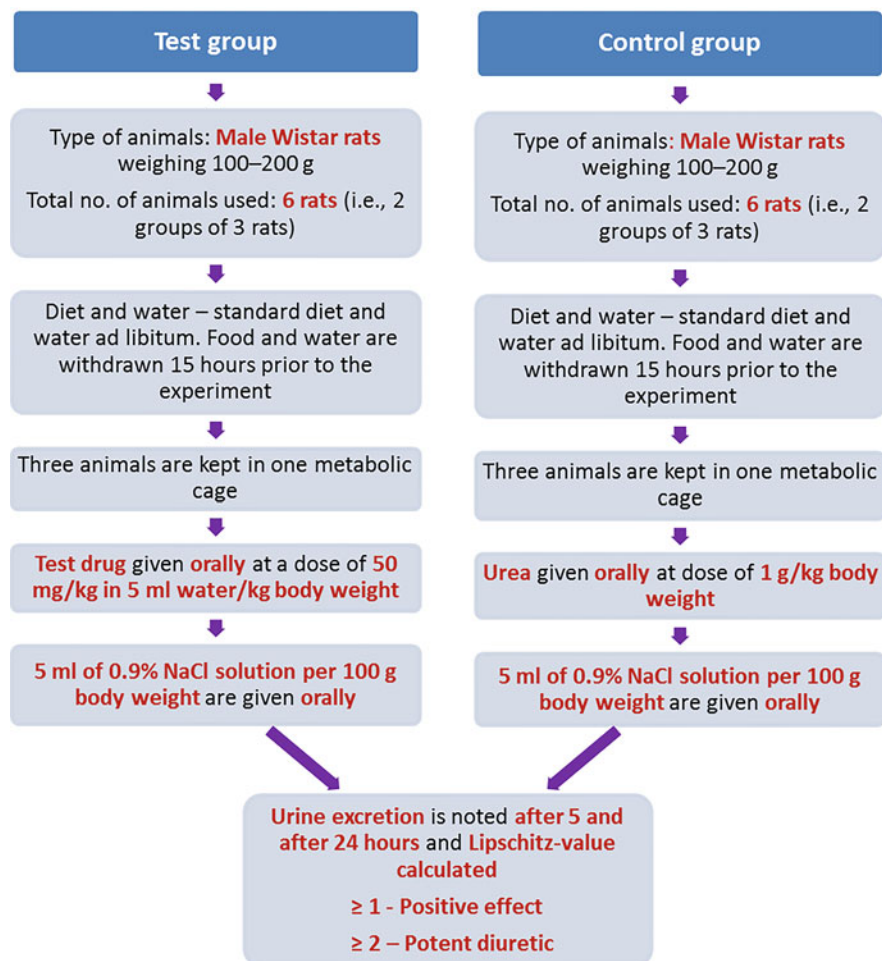 Test group
Type of animals: Male Wistar rats
weighing 100–200 g
Total no. of animals used: 6 rats (i.e., 2
groups of 3 rats)
Diet and water – standard diet and
water ad libitum. Food and water are
withdrawn 15 hours prior to the
experiment
Three animals are kept in one metabolic
cage
Test drug given orally at a dose of 50
mg/kg in 5 ml water/kg body weight
5 ml of 0.9% NaCl solution per 100 g
body weight are given orally
Control group
Type of animals: Male Wistar rats
weighing 100–200 g
Total no. of animals used: 6 rats (i.e., 2
groups of 3 rats)
Diet and water – standard diet and
water ad libitum. Food and water are
withdrawn 15 hours prior to the
experiment
Three animals are kept in one metabolic
cage
Urea given orally at dose of 1 g/kg body
weight
5 ml of 0.9% NaCl solution per 100 g
body weight are given orally
Urine excretion is noted after 5 and
after 24 hours and Lipschitz-value
calculated
≥ 1 - Positive effect
≥ 2 – Potent diuretic